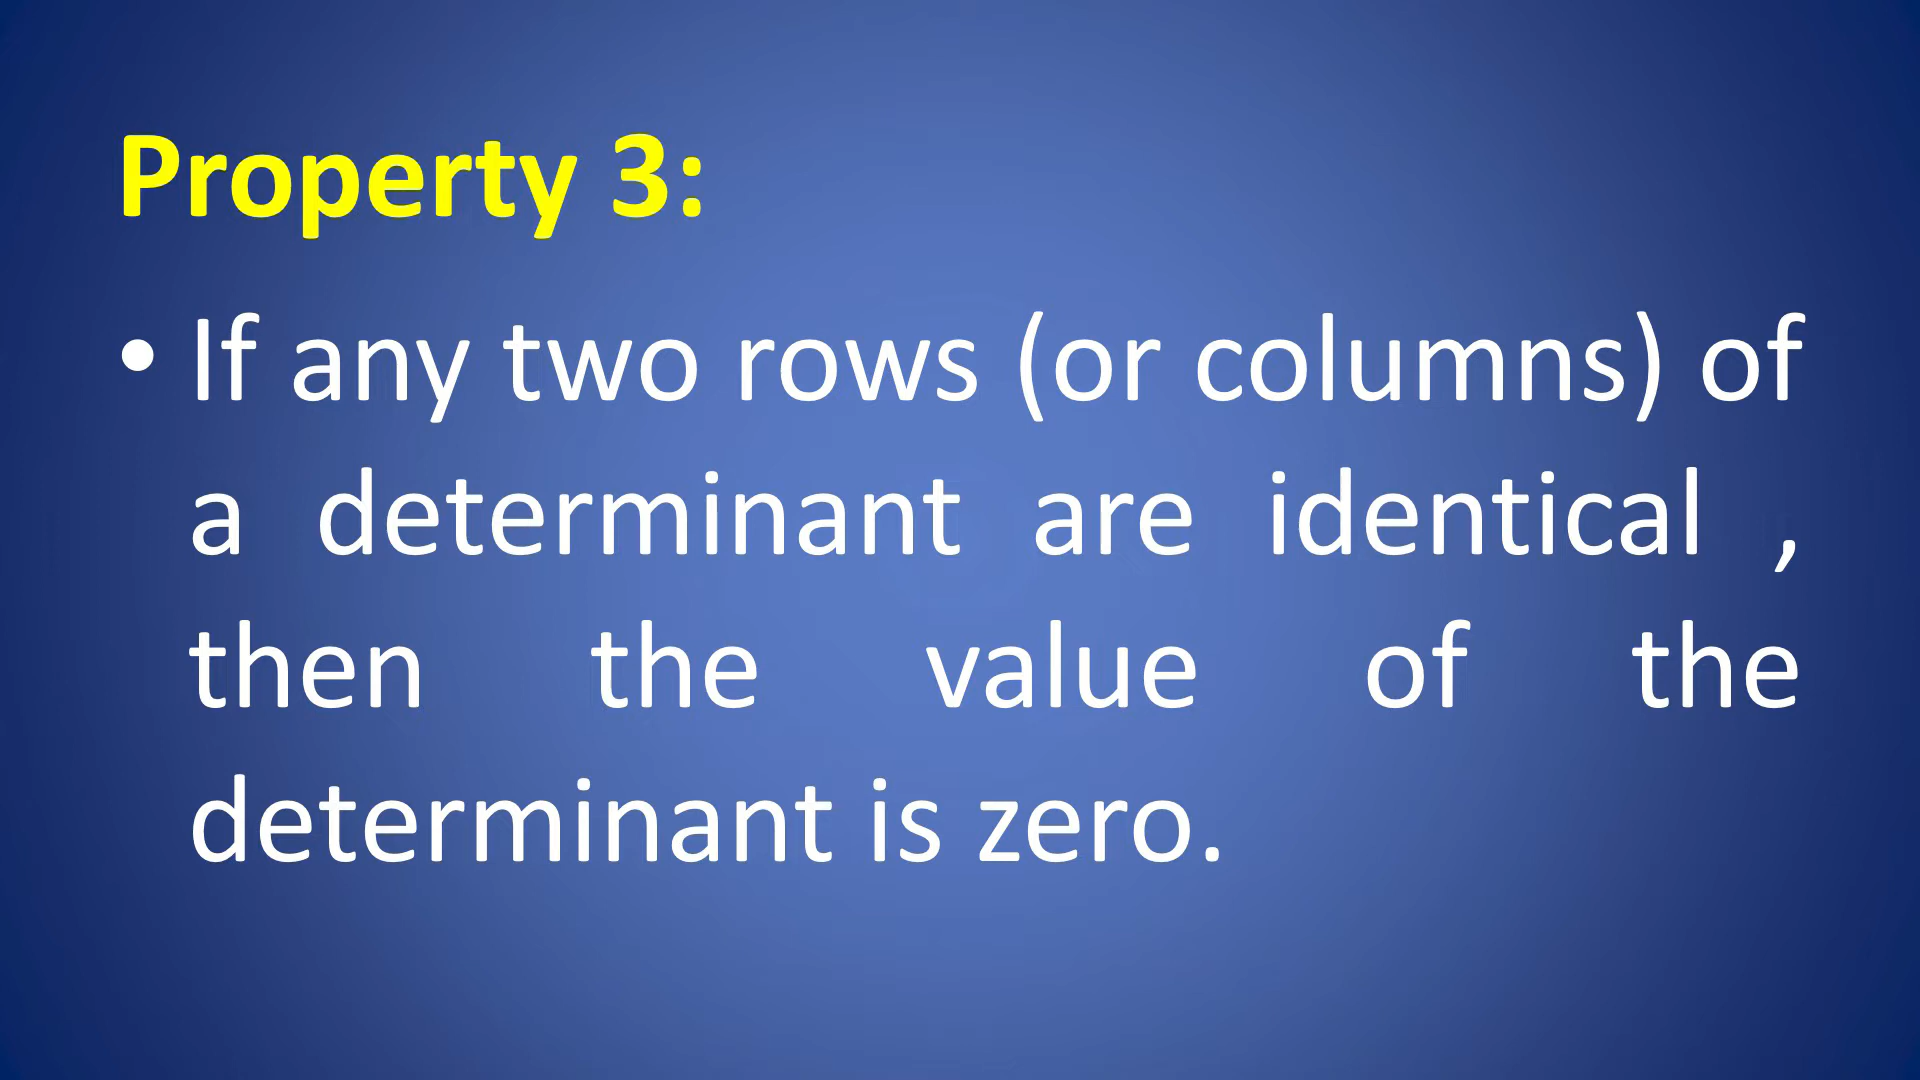 Property 3:
• If any two rows (or columns) of
a determinant are identical ,
then the value of the
determinant is zero.